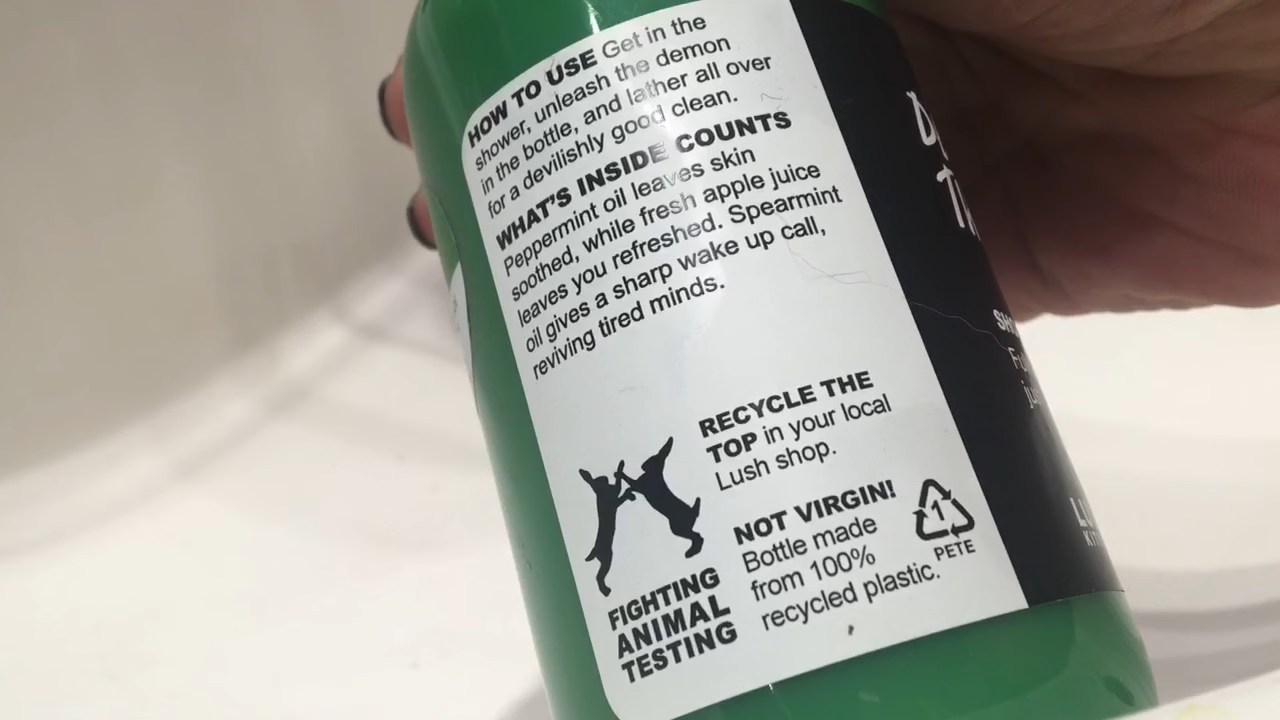 HOW TO USE Get in the
shower, unleash the demon
in the bottle, and lather all over
for a devilishly good clean.
WHAT'S INSIDE COUNTS
Peppermint oil leaves skin
soothed, while fresh apple juice
leaves you refreshed. Spearmint
oil gives a sharp wake up call,
reviving tired minds.
RECYCLE THE
TOP in your local
Lush shop.
NOT VIRGIN!
Bottle made
from 100%
recycled plastic.
1
PETE
FIGHTING
ANIMAL
TESTING